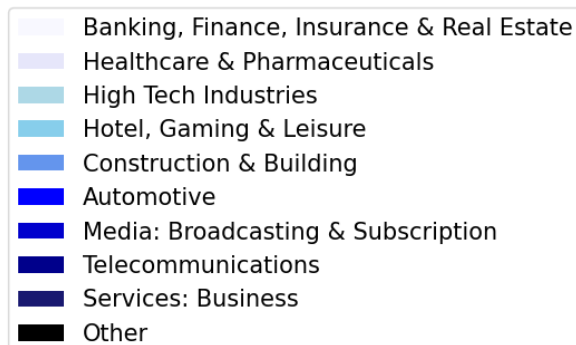 Banking, Finance, Insurance & Real Estate
Healthcare & Pharmaceuticals
High Tech Industries
Hotel, Gaming & Leisure
Construction & Building
Automotive
Media: Broadcasting & Subscription
Telecommunications
Services: Business
Other